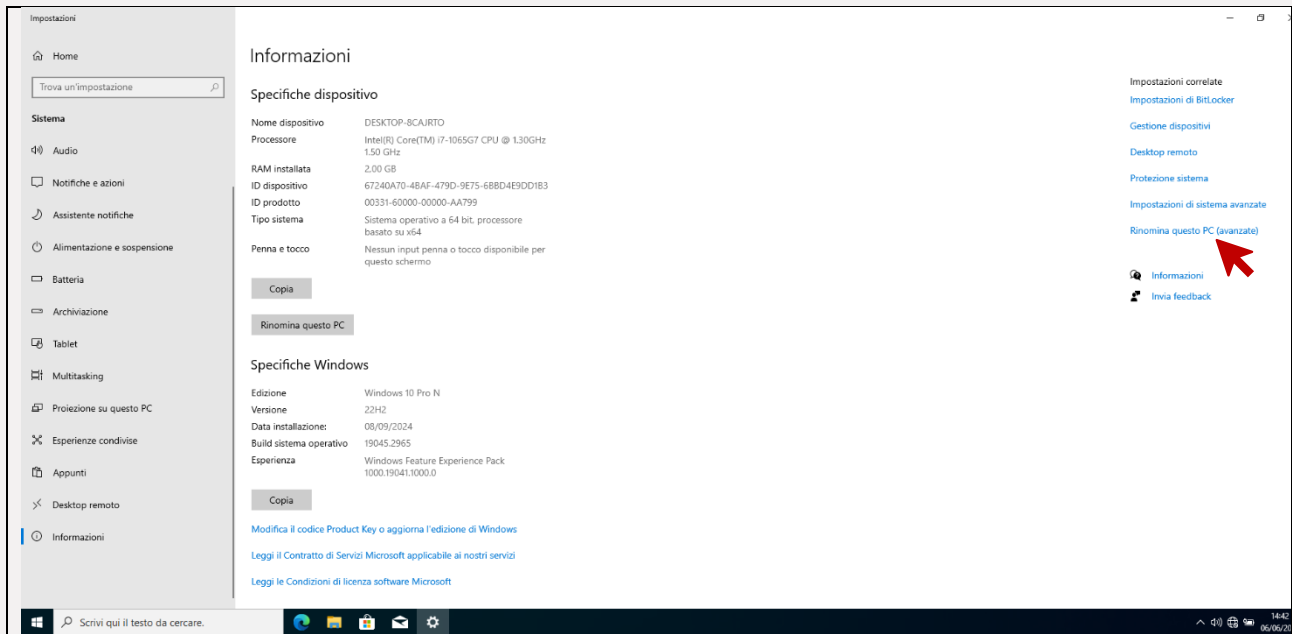 Impostazioni
Home
Trova un'impostazione
Sistema
Audio
Notifiche e azioni
Assistente notifiche
Alimentazione e sospensione
Batteria
Archiviazione
Tablet
Multitasking
Proiezione su questo PC
Esperienze condivise
Appunti
Desktop remoto
Informazioni
Informazioni
Specifiche dispositivo
Nome dispositivo DESKTOP-8CAJRTO
Processore Intel(R) Core(TM) i7-1065G7 CPU @ 1.30GHz
1.50 GHz
RAM installata 2,00 GB
ID dispositivo 67240A70-4BAF-479D-9E75-6BBD4E9DD1B3
ID prodotto 00331-60000-00000-AA799
Tipo sistema Sistema operativo a 64 bit, processore
basato su x64
Penna e tocco Nessun input penna o tocco disponibile per
questo schermo
Copia
Rinomina questo PC
Specifiche Windows
Edizione Windows 10 Pro N
Versione 22H2
Data installazione: 08/09/2024
Build sistema operativo 19045.2965
Esperienza Windows Feature Experience Pack
1000.19041.1000.0
Copia
Modifica il codice Product Key o aggiorna l'edizione di Windows
Leggi il Contratto di Servizi Microsoft applicabile ai nostri servizi
Leggi le Condizioni di licenza software Microsoft
Impostazioni correlate
Impostazioni di BitLocker
Gestione dispositivi
Desktop remoto
Protezione sistema
Impostazioni di sistema avanzate
Rinomina questo PC (avanzate)
Informazioni
Invia feedback
Scrivi qui il testo da cercare.
14:42
06/06/20